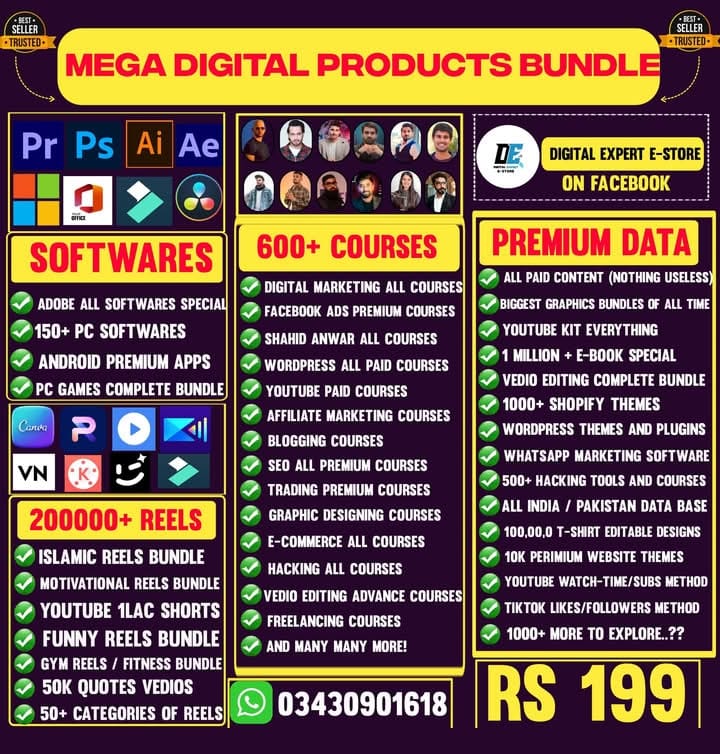 BEST
SELLER
TRUSTED
BEST
SELLER
TRUSTED
MEGA DIGITAL PRODUCTS BUNDLE
Pr Ps Ai Ae
Office
SOFTWARES
ADOBE ALL SOFTWARES SPECIAL
150+ PC SOFTWARES
ANDROID PREMIUM APPS
PC GAMES COMPLETE BUNDLE
Canva
VN
200000+ REELS
ISLAMIC REELS BUNDLE
MOTIVATIONAL REELS BUNDLE
YOUTUBE 1LAC SHORTS
FUNNY REELS BUNDLE
GYM REELS / FITNESS BUNDLE
50K QUOTES VEDIOS
50+ CATEGORIES OF REELS
600+ COURSES
DIGITAL MARKETING ALL COURSES
FACEBOOK ADS PREMIUM COURSES
SHAHID ANWAR ALL COURSES
WORDPRESS ALL PAID COURSES
YOUTUBE PAID COURSES
AFFILIATE MARKETING COURSES
BLOGGING COURSES
SEO ALL PREMIUM COURSES
TRADING PREMIUM COURSES
GRAPHIC DESIGNING COURSES
E-COMMERCE ALL COURSES
HACKING ALL COURSES
VEDIO EDITING ADVANCE COURSES
FREELANCING COURSES
AND MANY MANY MORE!
03430901618
DE
DIGITAL EXPERT
E-STORE
DIGITAL EXPERT E-STORE
ON FACEBOOK
PREMIUM DATA
ALL PAID CONTENT (NOTHING USELESS)
BIGGEST GRAPHICS BUNDLES OF ALL TIME
YOUTUBE KIT EVERYTHING
1 MILLION + E-BOOK SPECIAL
VEDIO EDITING COMPLETE BUNDLE
1000+ SHOPIFY THEMES
WORDPRESS THEMES AND PLUGINS
WHATSAPP MARKETING SOFTWARE
500+ HACKING TOOLS AND COURSES
ALL INDIA / PAKISTAN DATA BASE
100,00,0 T-SHIRT EDITABLE DESIGNS
10K PERIMIUM WEBSITE THEMES
YOUTUBE WATCH-TIME/SUBS METHOD
TIKTOK LIKES/FOLLOWERS METHOD
1000+ MORE TO EXPLORE..??
RS 199